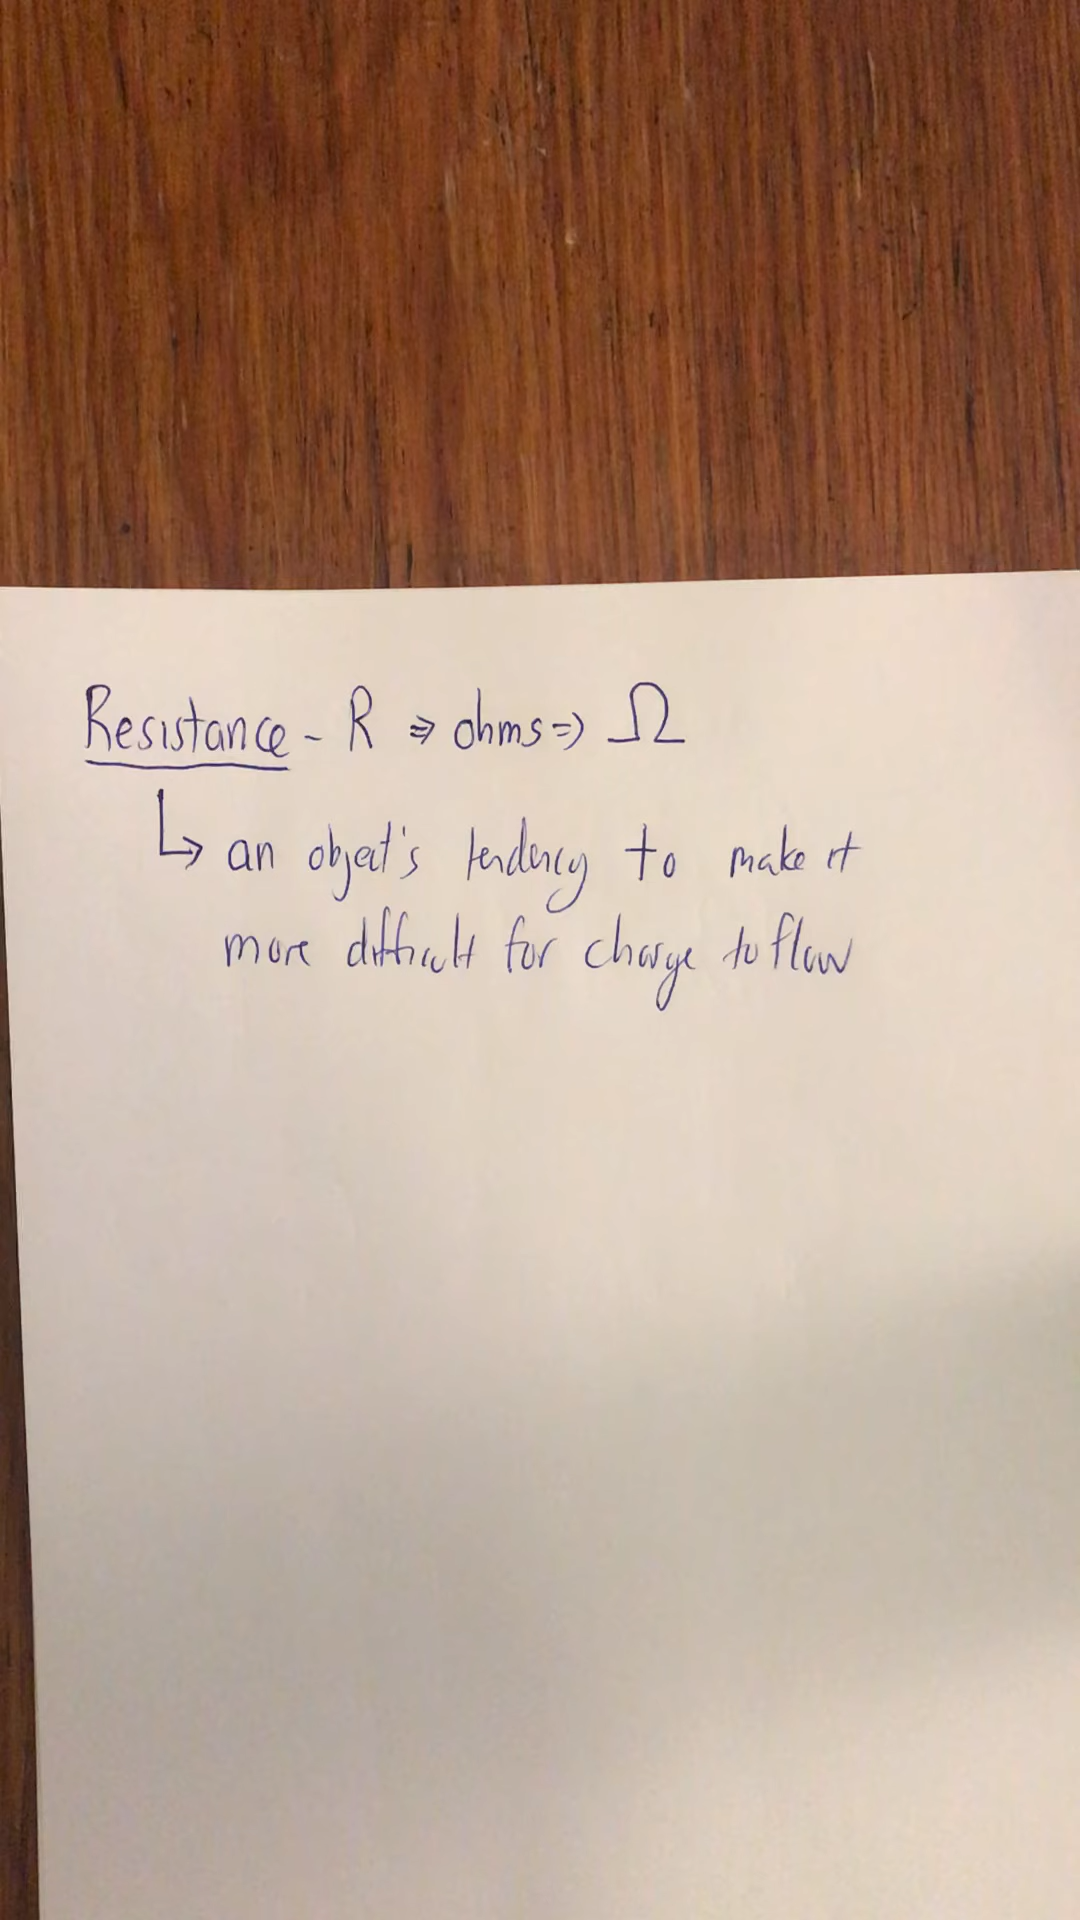 Resistance - R => ohms => Ω
↳ an object's tendency to make it
more difficult for charge to flow